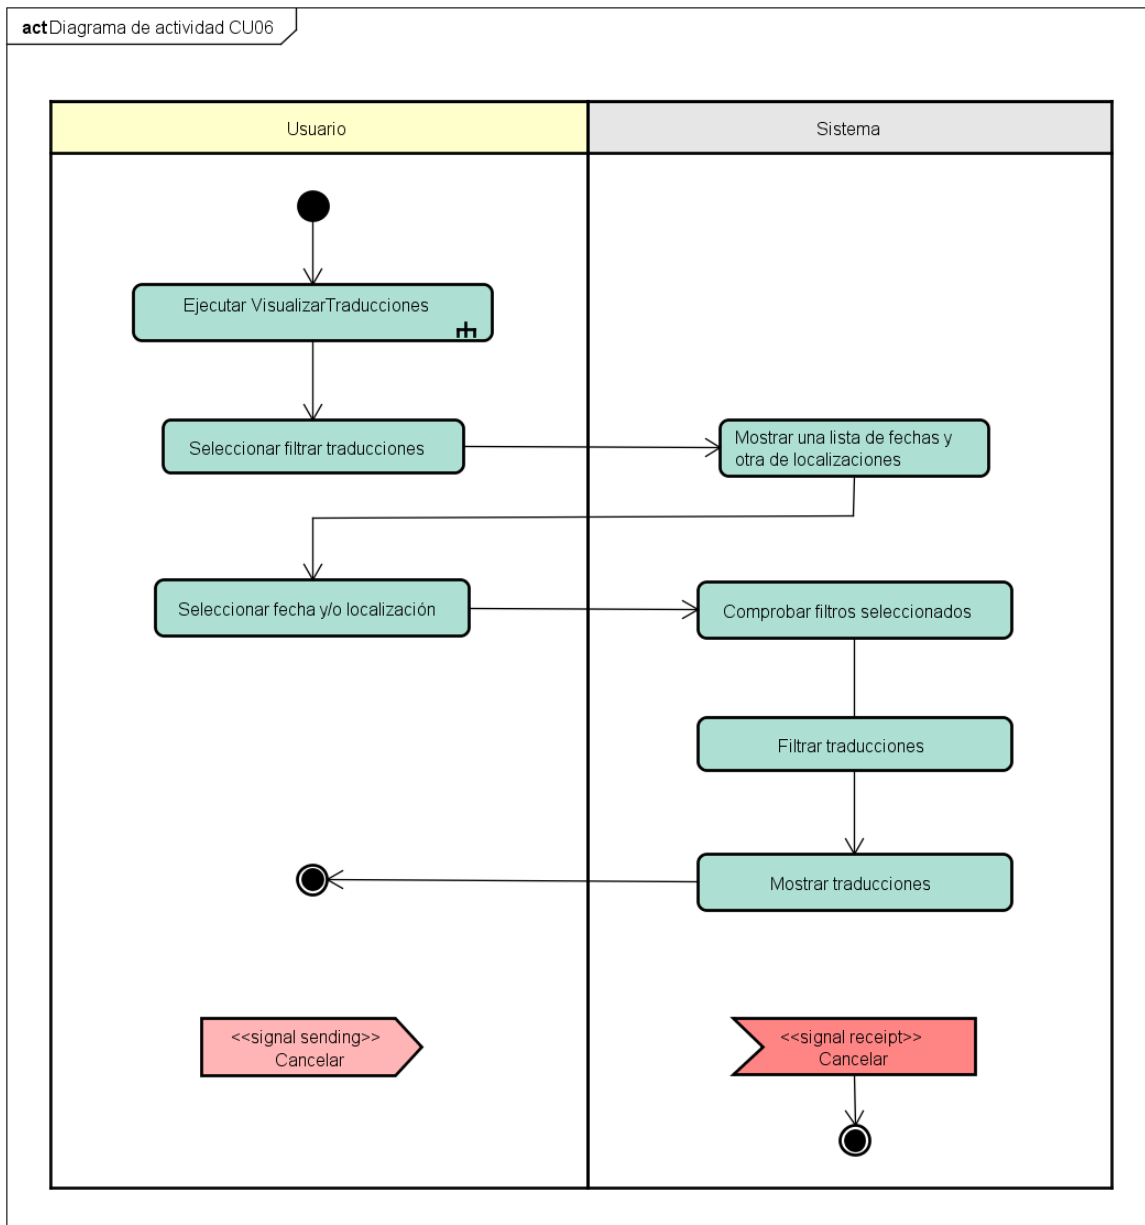 act Diagrama de actividad CU06
Usuario
Sistema
Ejecutar VisualizarTraducciones
Seleccionar filtrar traducciones
Mostrar una lista de fechas y
otra de localizaciones
Seleccionar fecha y/o localización
Comprobar filtros seleccionados
Filtrar traducciones
Mostrar traducciones
<<signal sending>>
Cancelar
<<signal receipt>>
Cancelar